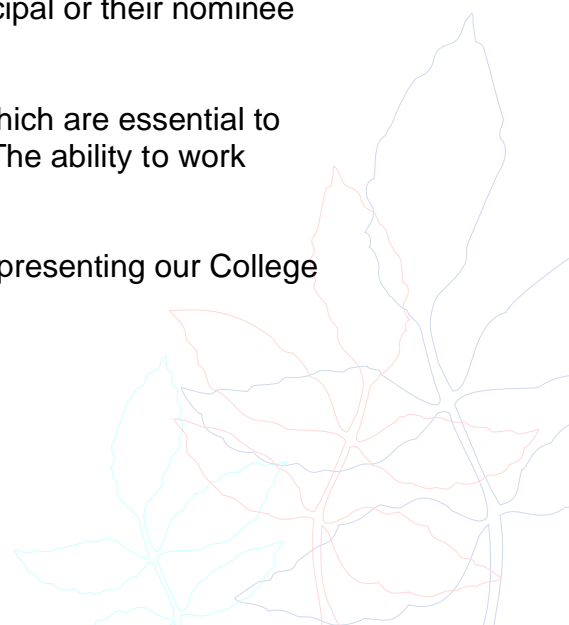 cipal or their nominee
hich are essential to
The ability to work
presenting our College